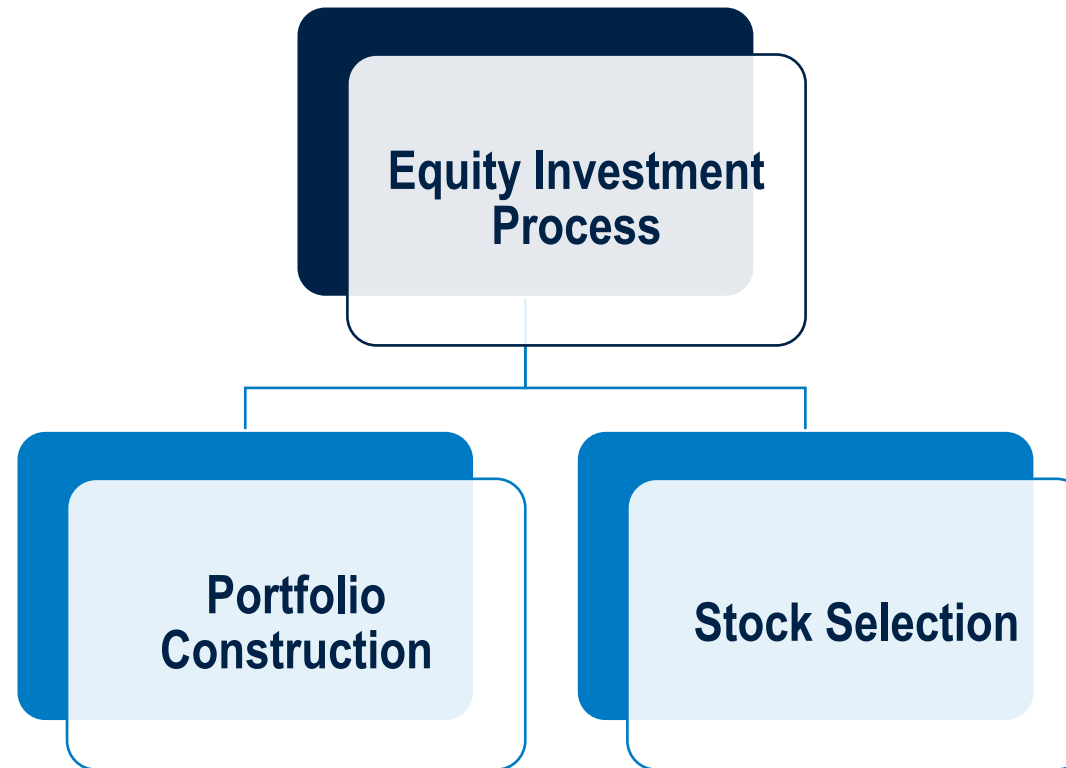 Equity Investment
Process
Portfolio
Construction
Stock Selection